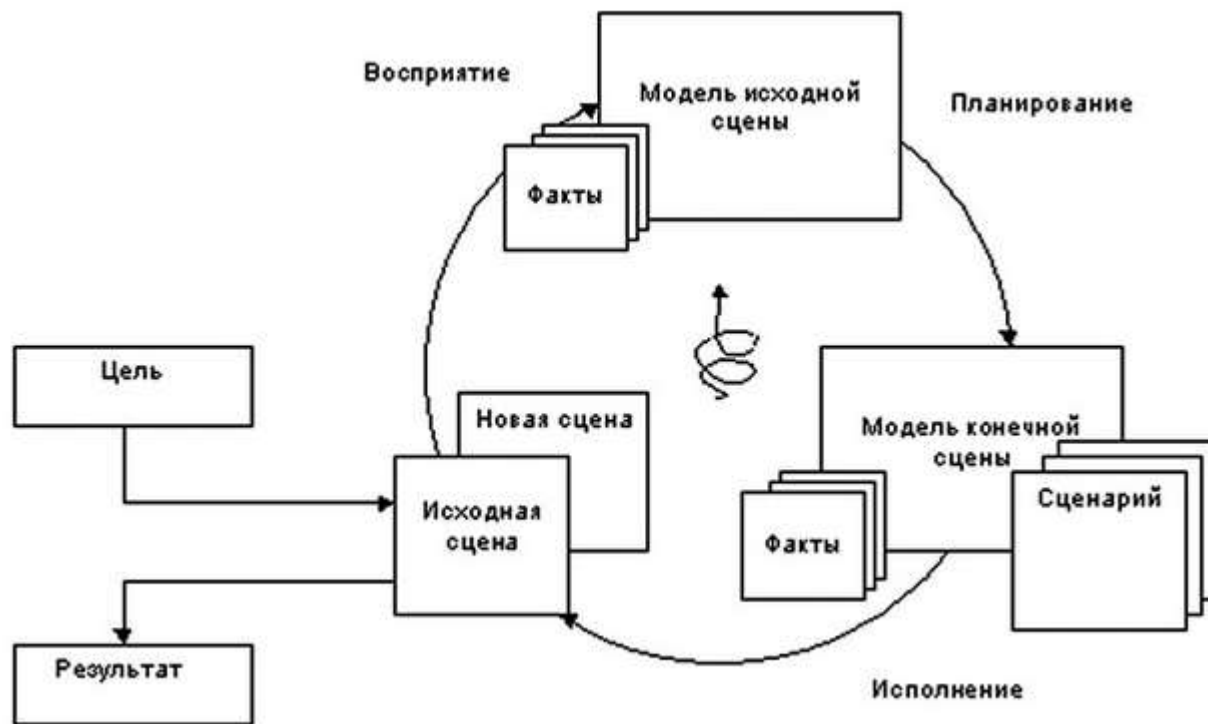 Восприятие
Модель исходной
сцены
Планирование
Факты
Цель
Новая сцена
Исходная
сцена
Модель конечной
сцены
Сценарий
Факты
Результат
Исполнение